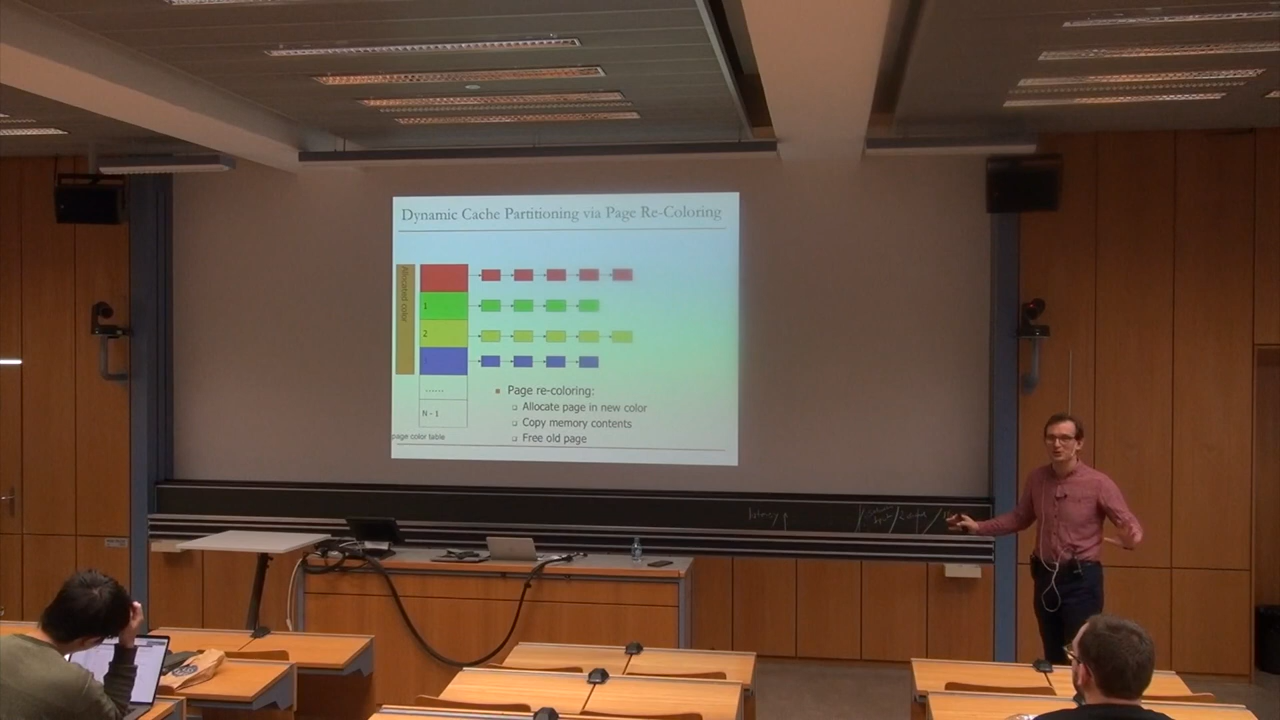 Dynamic Cache Partitioning via Page Re-Coloring
Allocated color
1
2
......
N - 1
page color table
Page re-coloring:
Allocate page in new color
Copy memory contents
Free old page